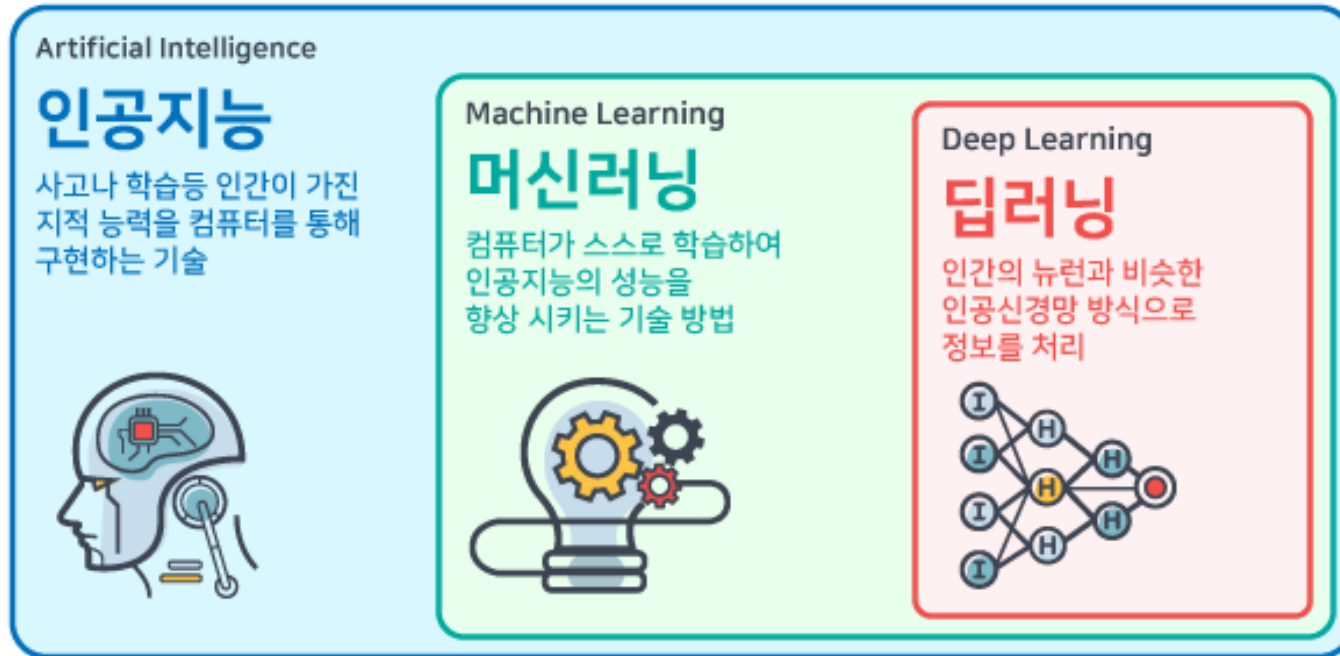 Artificial Intelligence
인공지능
사고나 학습등 인간이 가진
지적 능력을 컴퓨터를 통해
구현하는 기술
Machine Learning
머신러닝
컴퓨터가 스스로 학습하여
인공지능의 성능을
향상 시키는 기술 방법
Deep Learning
딥러닝
인간의 뉴런과 비슷한
인공신경망 방식으로
정보를 처리
I
H
I
H
H
I
H
H
I